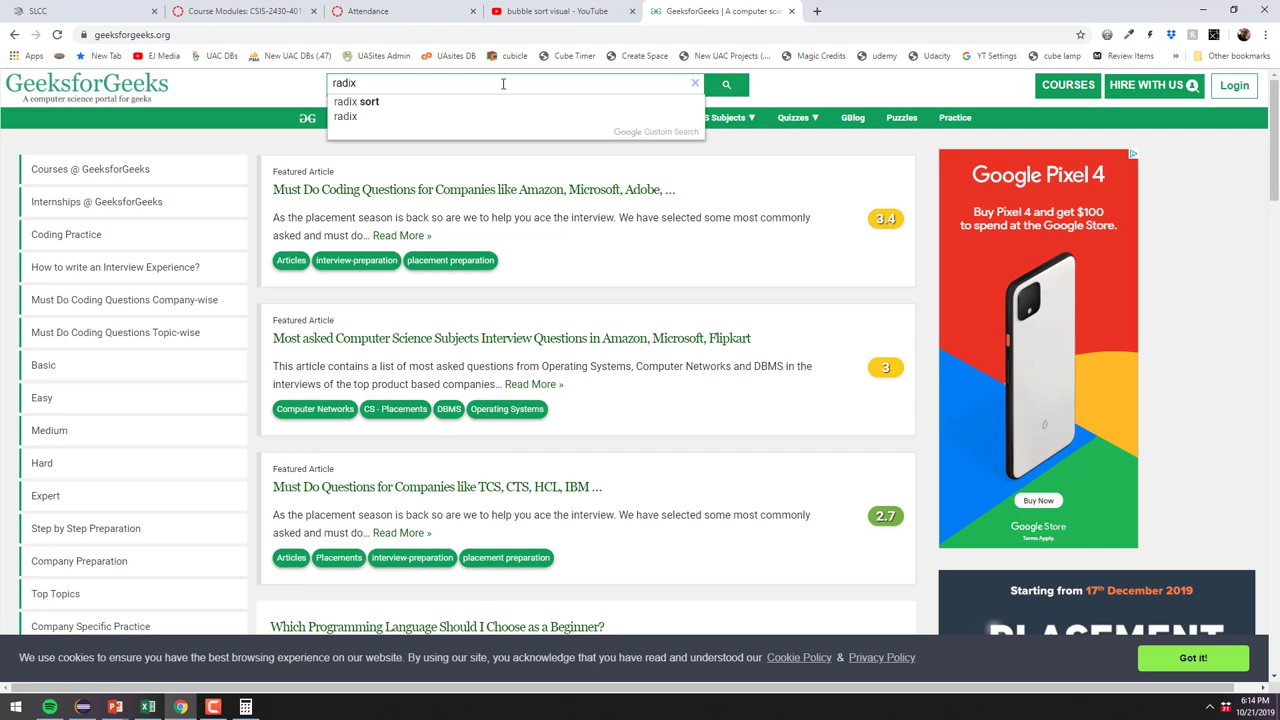 SLCC
Course Modules: CSIS-2430-401
Attendance
bubble sort visual - YouTube
GeeksforGeeks | A computer scie
geeksforgeeks.org
Apps
YT
EJ Media
UAC DBs
New UAC DBs (.47)
UASites Admin
UASites DB
cubicle
Cube Timer
Create Space
New UAC Projects (...
Magic Credits
udemy
Udacity
YT Settings
cube lamp
Other bookmarks
GeeksforGeeks
A computer science portal for geeks
radix
COURSES
HIRE WITH US
Login
radix sort
radix
Google Custom Search
S Subjects ▼
Quizzes ▼
GBlog
Puzzles
Practice
Courses @ GeeksforGeeks
Internships @ GeeksforGeeks
Coding Practice
How to write an Interview Experience?
Must Do Coding Questions Company-wise
Must Do Coding Questions Topic-wise
Basic
Easy
Medium
Hard
Expert
Step by Step Preparation
Company Preparation
Top Topics
Company Specific Practice
Featured Article
Must Do Coding Questions for Companies like Amazon, Microsoft, Adobe, …
As the placement season is back so are we to help you ace the interview. We have selected some most commonly
asked and must do… Read More »
3.4
Articles
interview-preparation
placement preparation
Featured Article
Most asked Computer Science Subjects Interview Questions in Amazon, Microsoft, Flipkart
This article contains a list of most asked questions from Operating Systems, Computer Networks and DBMS in the
interviews of the top product based companies… Read More »
3
Computer Networks
CS - Placements
DBMS
Operating Systems
Featured Article
Must Do Questions for Companies like TCS, CTS, HCL, IBM …
As the placement season is back so are we to help you ace the interview. We have selected some most commonly
asked and must do… Read More »
2.7
Articles
Placements
interview-preparation
placement preparation
Which Programming Language Should I Choose as a Beginner?
Google Pixel 4
Buy Pixel 4 and get $100
to spend at the Google Store.
Buy Now
Google Store
Terms Apply.
Starting from 17th December 2019
PLACEMENT
We use cookies to ensure you have the best browsing experience on our website. By using our site, you acknowledge that you have read and understood our Cookie Policy & Privacy Policy
Got it!
6:14 PM
10/21/2019